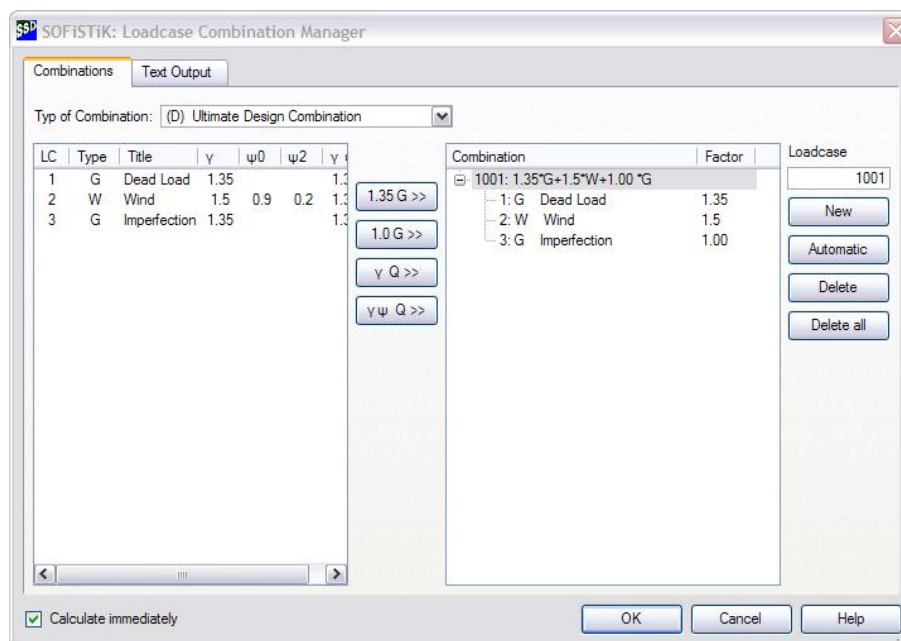 SOFiSTiK: Loadcase Combination Manager
Combinations Text Output
Typ of Combination: (D) Ultimate Design Combination
LC Type Title γ ψ0 ψ2 γ
1 G Dead Load 1.35
2 W Wind 1.5 0.9 0.2
3 G Imperfection 1.35
1.35 G >>
1.0 G >>
γ Q >>
γ ψ Q >>
Combination Factor
1001: 1.35*G+1.5*W+1.00 *G
1: G Dead Load 1.35
2: W Wind 1.5
3: G Imperfection 1.00
Loadcase
1001
New
Automatic
Delete
Delete all
Calculate immediately
OK Cancel Help